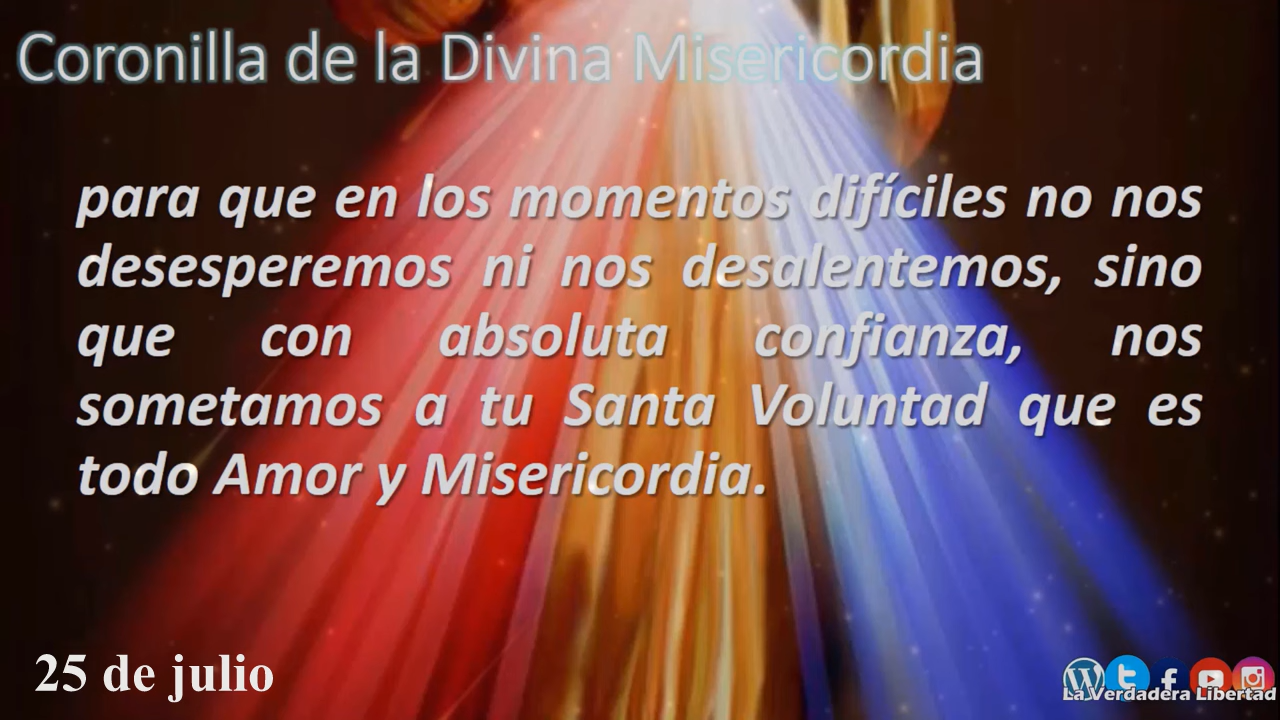 Coronilla de la Divina Misericordia
para que en los momentos difíciles no nos
desesperemos ni nos desalentemos, sino
que con absoluta confianza, nos
sometamos a tu Santa Voluntad que es
todo Amor y Misericordia.
25 de julio
La Verdadera Libertad